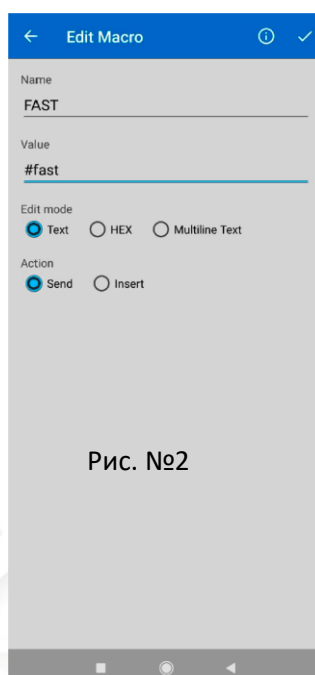 Edit Macro
Name
FAST
Value
#fast
Edit mode
Text HEX Multiline Text
Action
Send Insert
Рис. №2